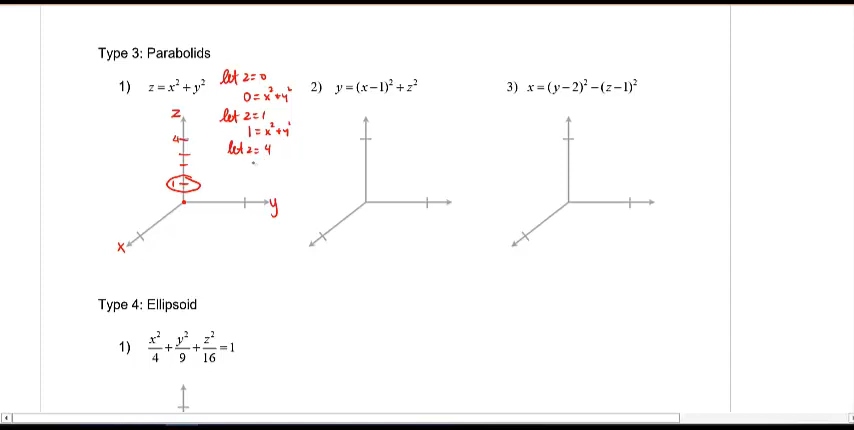 Type 3: Parabolids
1) z = x² + y²
let z=0
0 = x²+y²
let z=1
1 = x²+y²
let z= 4
z
4
1
y
x
2) y = (x−1)² + z²
3) x = (y−2)² − (z−1)²
Type 4: Ellipsoid
1) x²/4 + y²/9 + z²/16 = 1